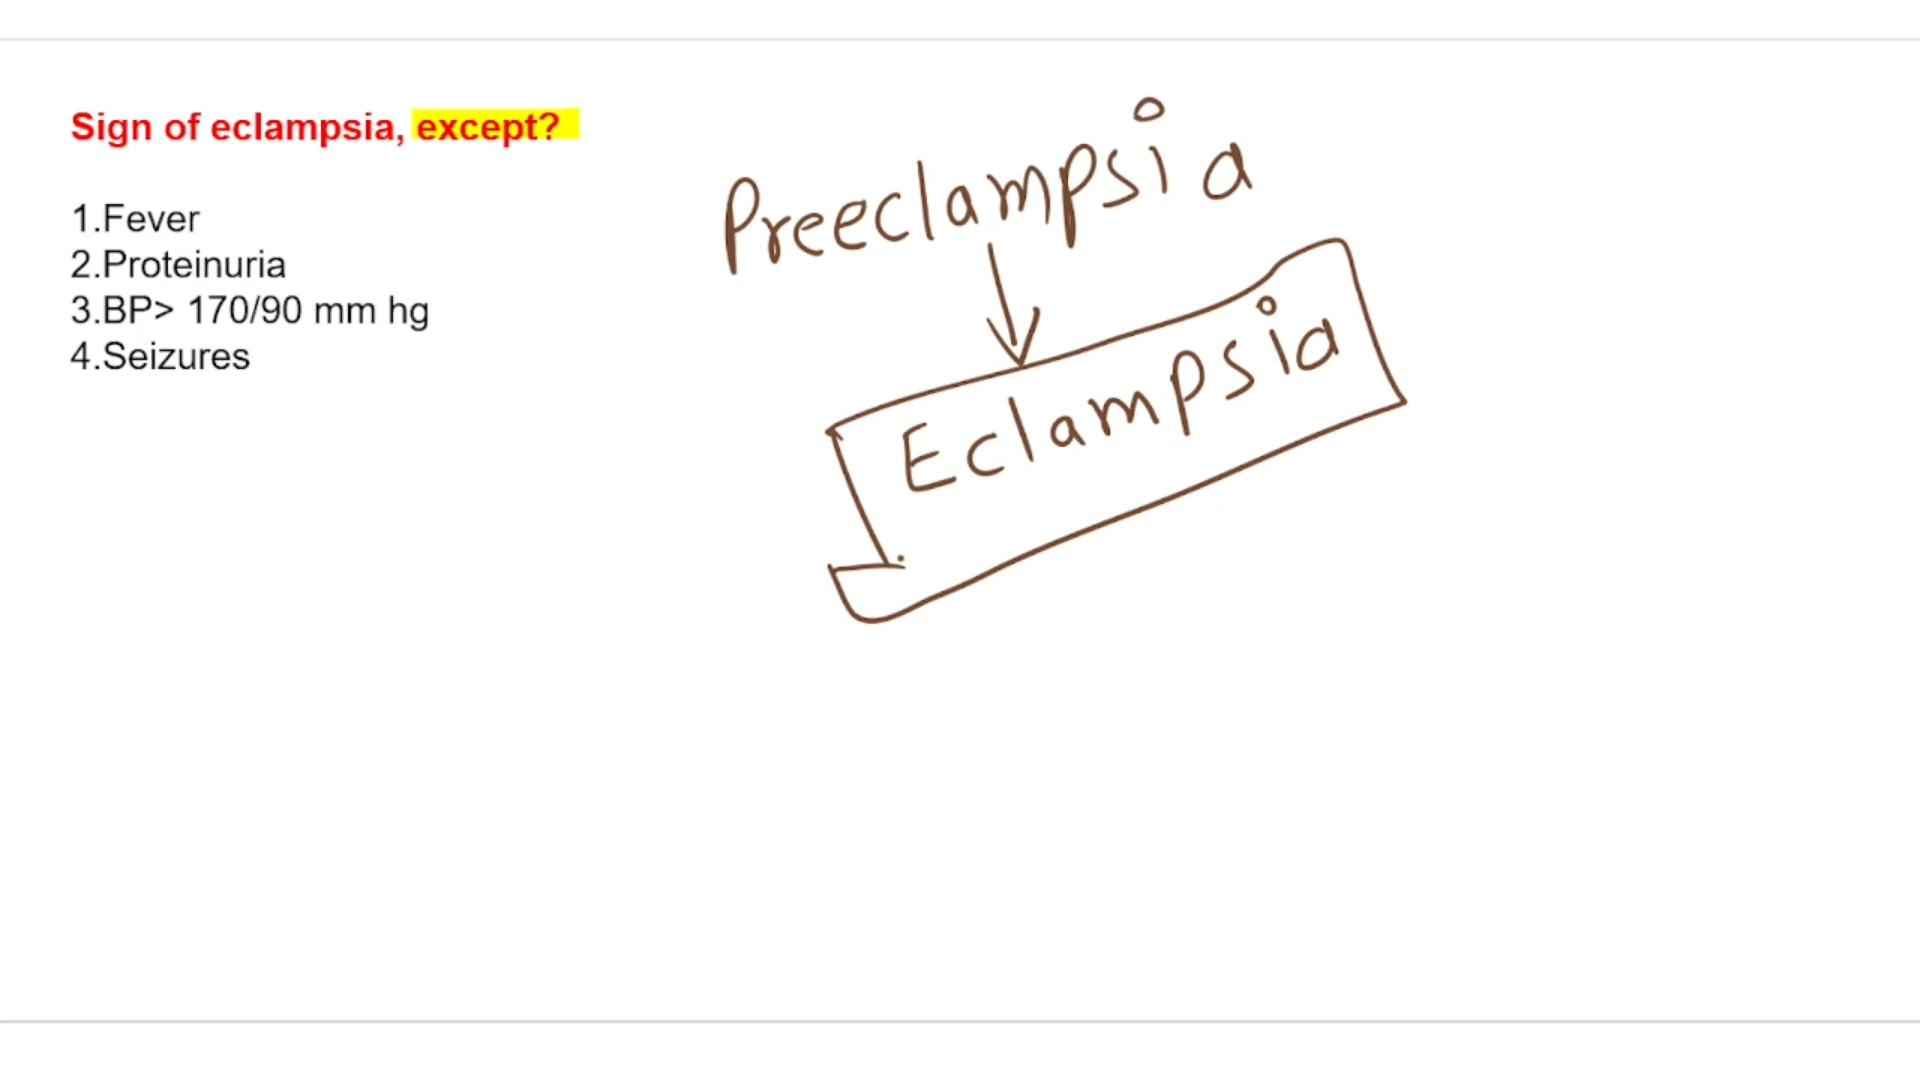 Sign of eclampsia, except?
1.Fever
2.Proteinuria
3.BP> 170/90 mm hg
4.Seizures
Preeclampsia
Eclampsia